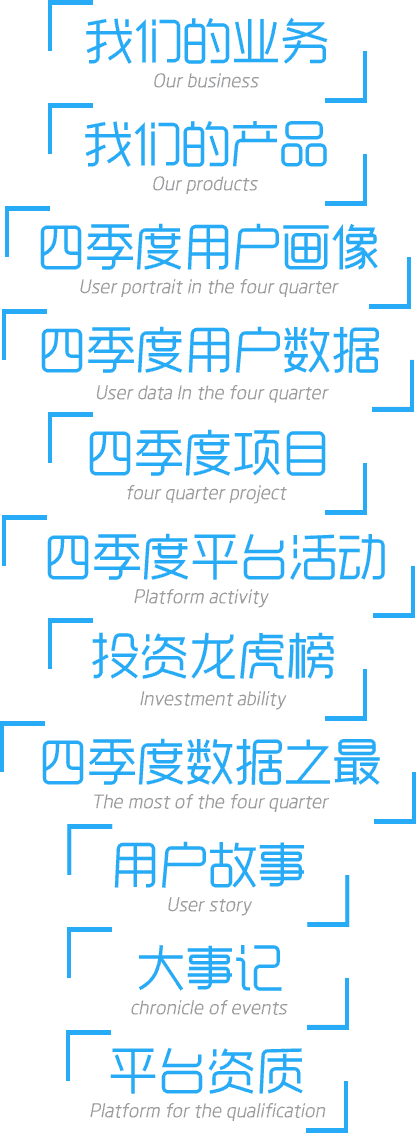 我们的业务
Our business
我们的产品
Our products
四季度用户画像
User portrait in the four quarter
四季度用户数据
User data In the four quarter
四季度项目
four quarter project
四季度平台活动
Platform activity
投资龙虎榜
Investment ability
四季度数据之最
The most of the four quarter
用户故事
User story
大事记
chronicle of events
平台资质
Platform for the qualification